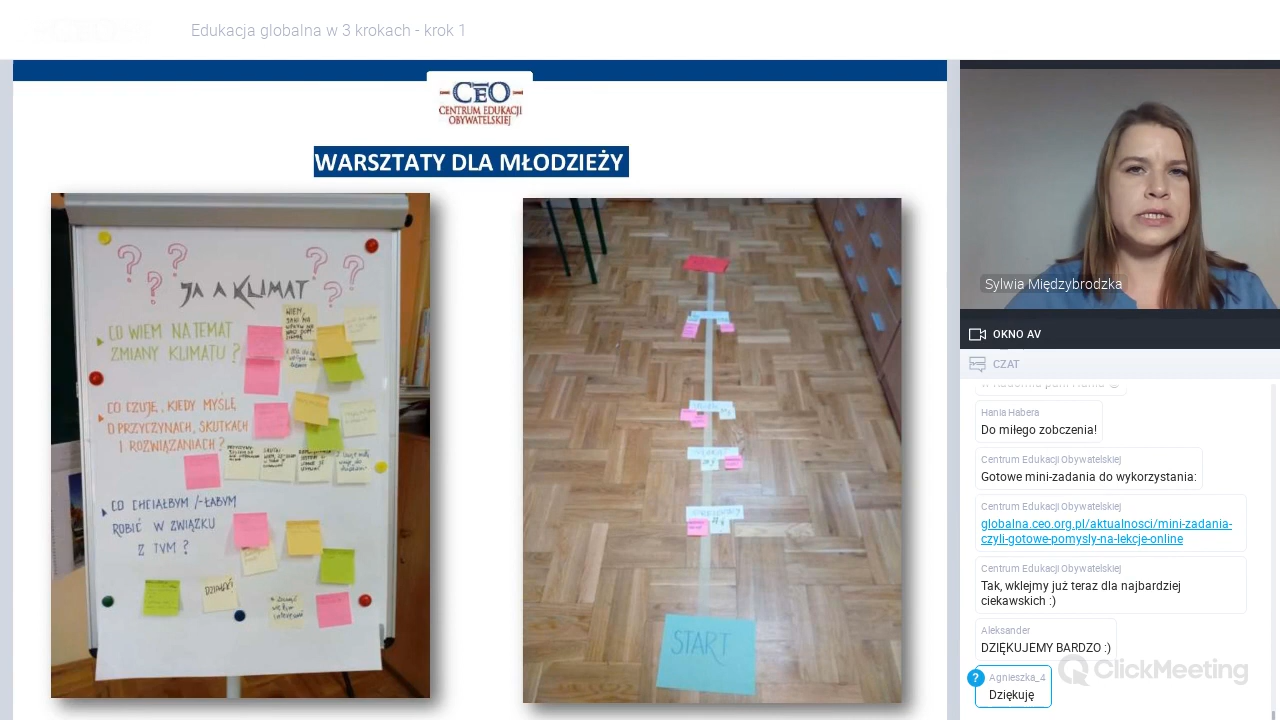 Edukacja globalna w 3 krokach - krok 1
CEO
CENTRUM EDUKACJI
OBYWATELSKIEJ
WARSZTATY DLA MŁODZIEŻY
? ? ? ? ? ?
JA A KLIMAT
CO WIEM NA TEMAT
ZMIANY KLIMATU?
CO CZUJĘ, KIEDY MYŚLĘ
O PRZYCZYNACH, SKUTKACH
I ROZWIĄZANIACH?
CO CHCIAŁBYM /-ŁABYM
ROBIĆ W ZWIĄZKU
Z TYM?
DZIAŁAĆ
START
Sylwia Międzybrodzka
OKNO AV
CZAT
Hania Habera
Do miłego zobczenia!
Centrum Edukacji Obywatelskiej
Gotowe mini-zadania do wykorzystania:
Centrum Edukacji Obywatelskiej
globalna.ceo.org.pl/aktualnosci/mini-zadania-
czyli-gotowe-pomysly-na-lekcje-online
Centrum Edukacji Obywatelskiej
Tak, wklejmy już teraz dla najbardziej
ciekawskich :)
Aleksander
DZIĘKUJEMY BARDZO :)
ClickMeeting
?
Agnieszka_4
Dziękuję